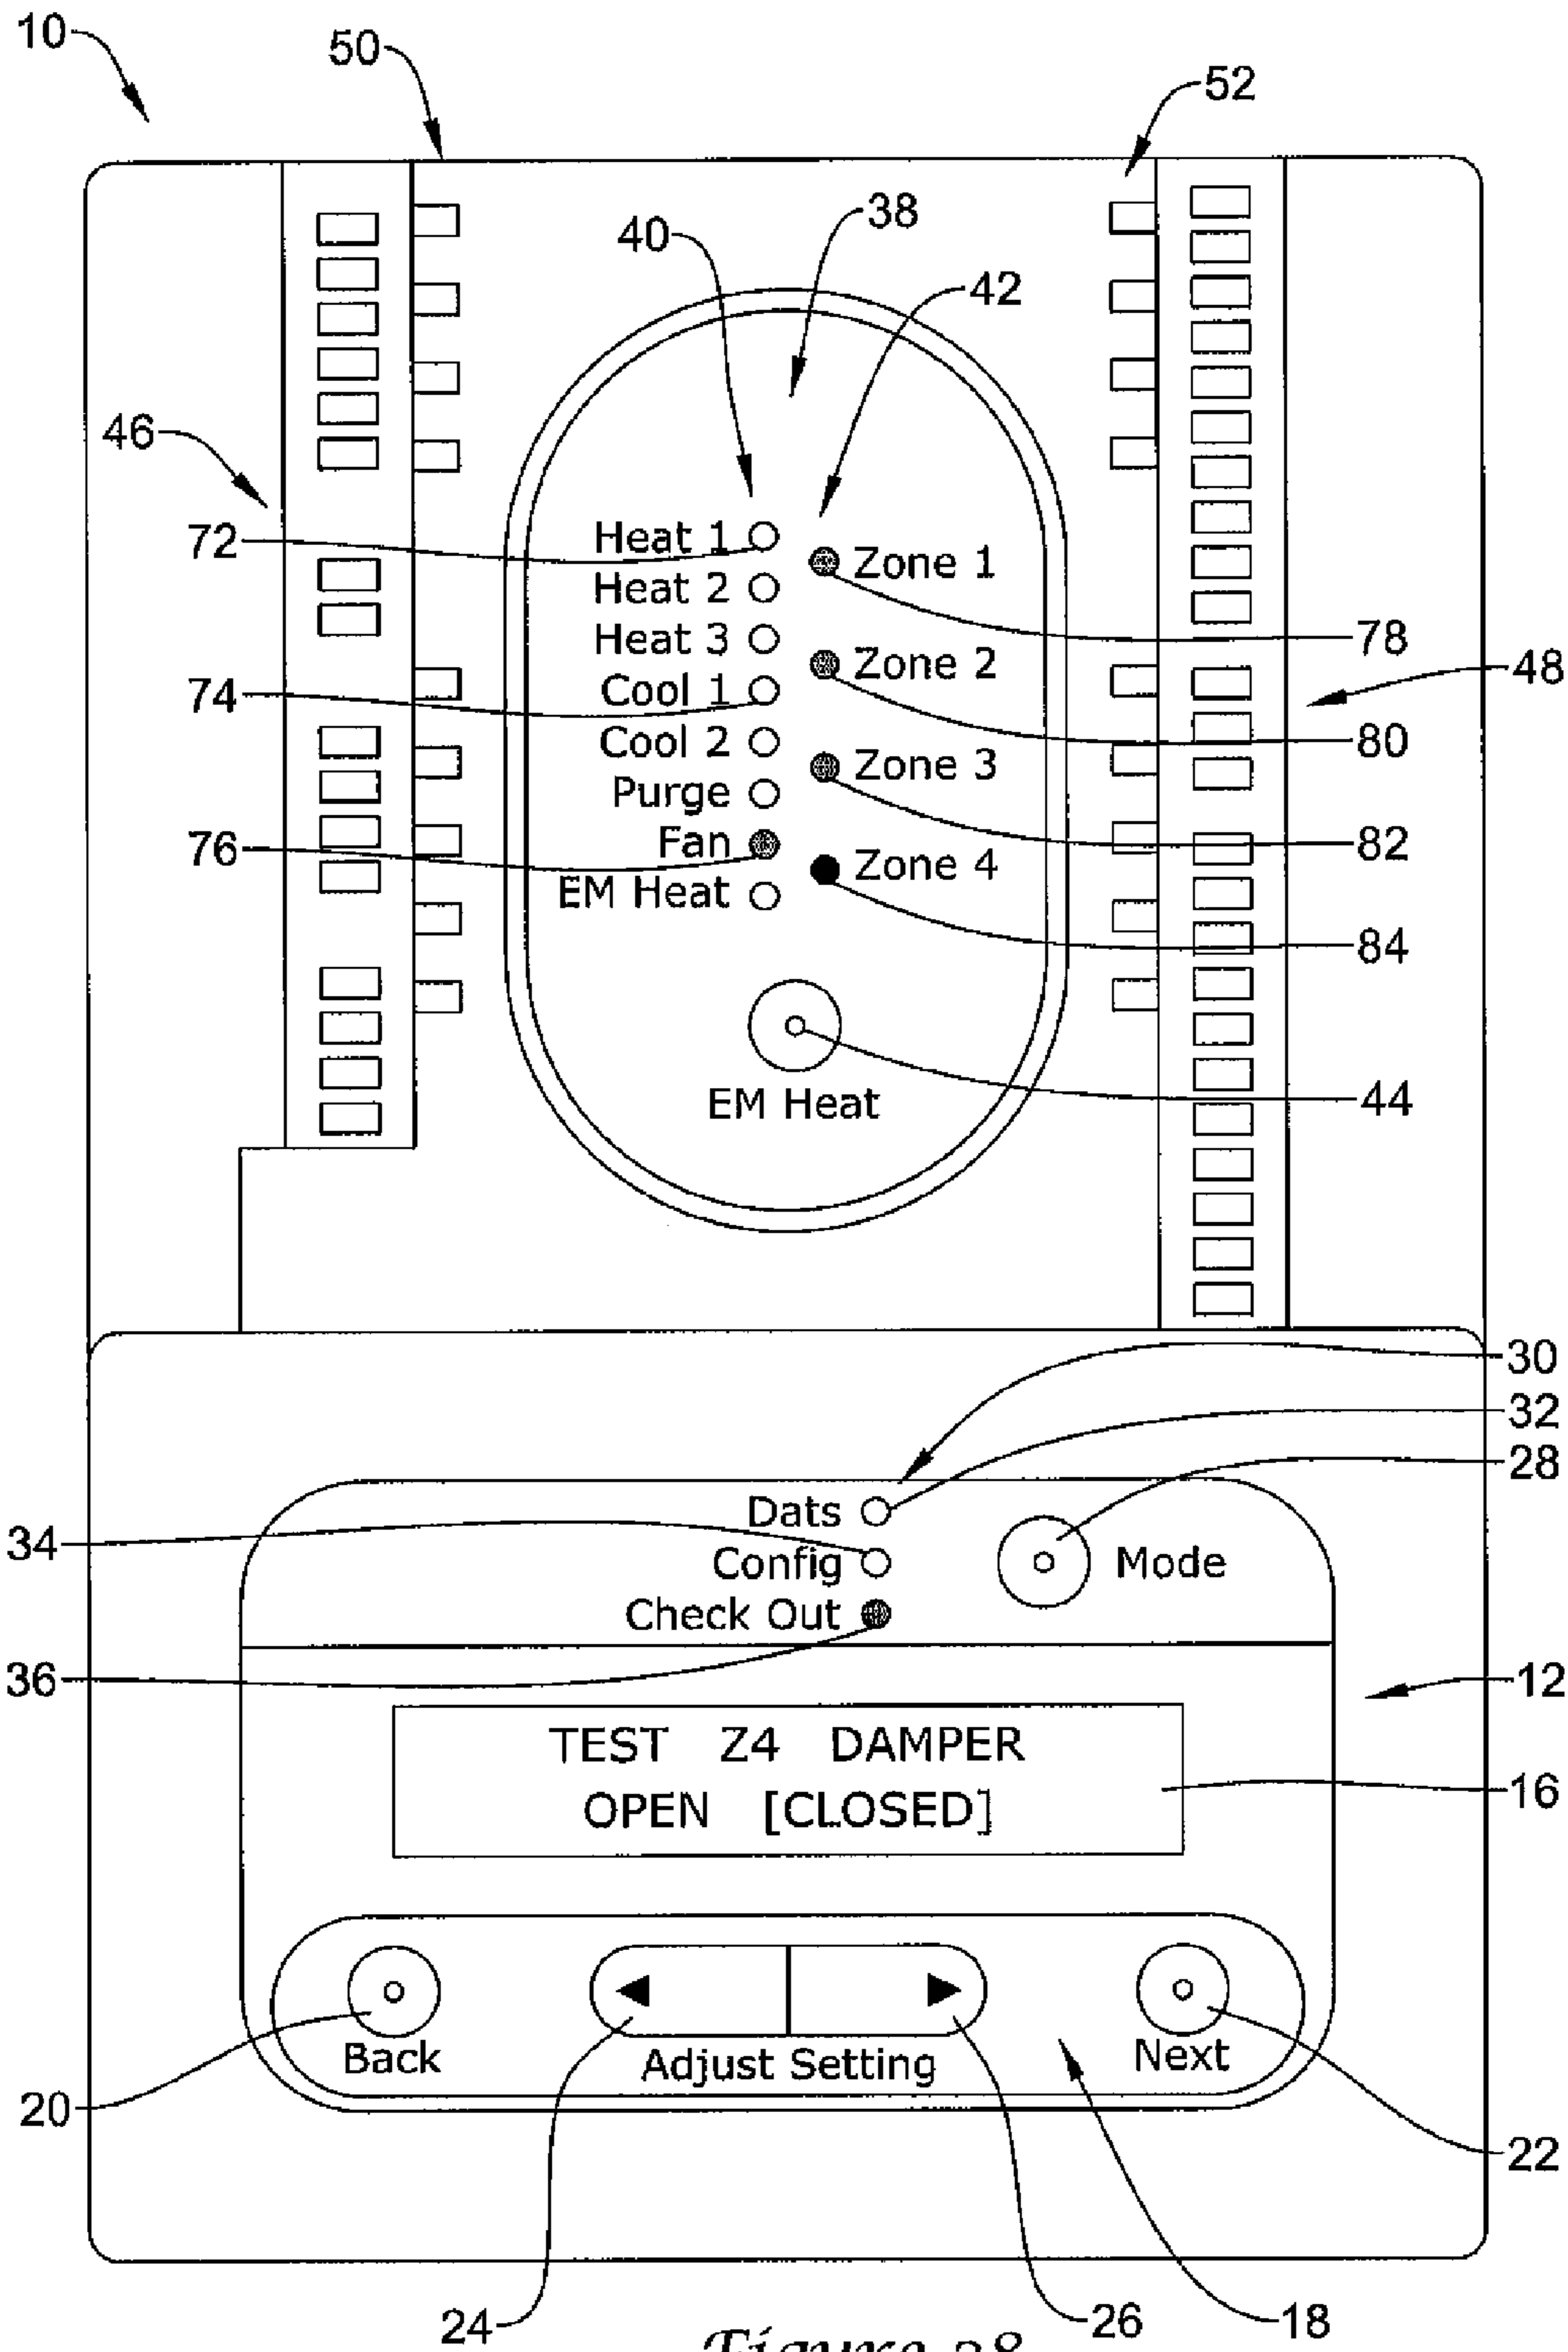 10
50
52
40
38
42
46
72
Heat 1
Zone 1
Heat 2
78
Heat 3
Zone 2
48
74
Cool 1
80
Cool 2
Zone 3
Purge
82
76
Fan
Zone 4
EM Heat
84
44
EM Heat
30
32
28
Dats
34
Config
Mode
Check Out
36
12
TEST Z4 DAMPER
16
OPEN [CLOSED]
Back
Adjust Setting
Next
20
22
24
26
18
Figure 28